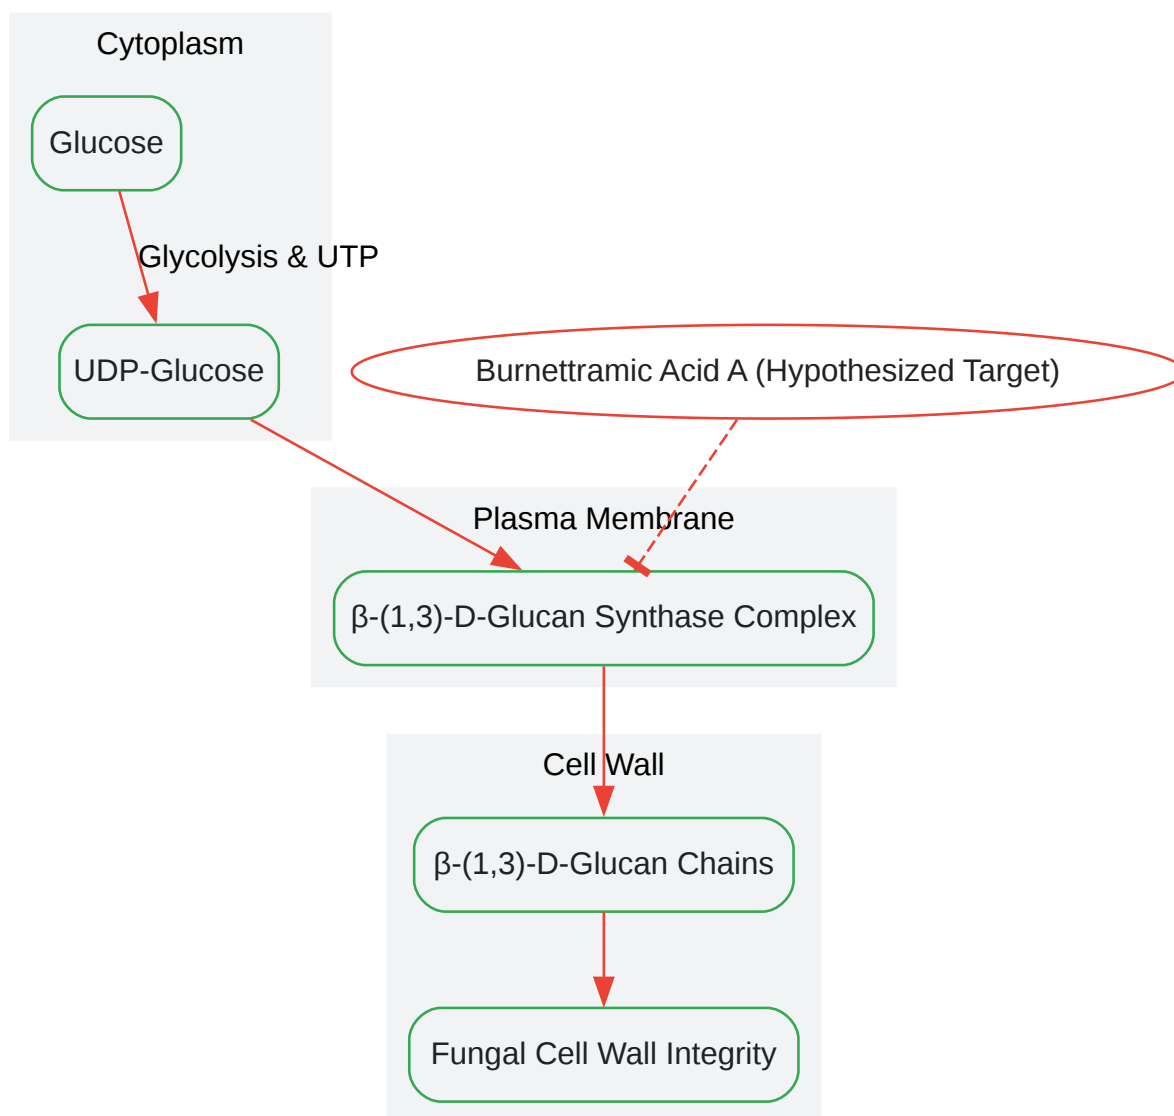 Cytoplasm
Glucose
Glycolysis & UTP
UDP-Glucose
Burnettramic Acid A (Hypothesized Target)
Plasma Membrane
β-(1,3)-D-Glucan Synthase Complex
Cell Wall
β-(1,3)-D-Glucan Chains
Fungal Cell Wall Integrity